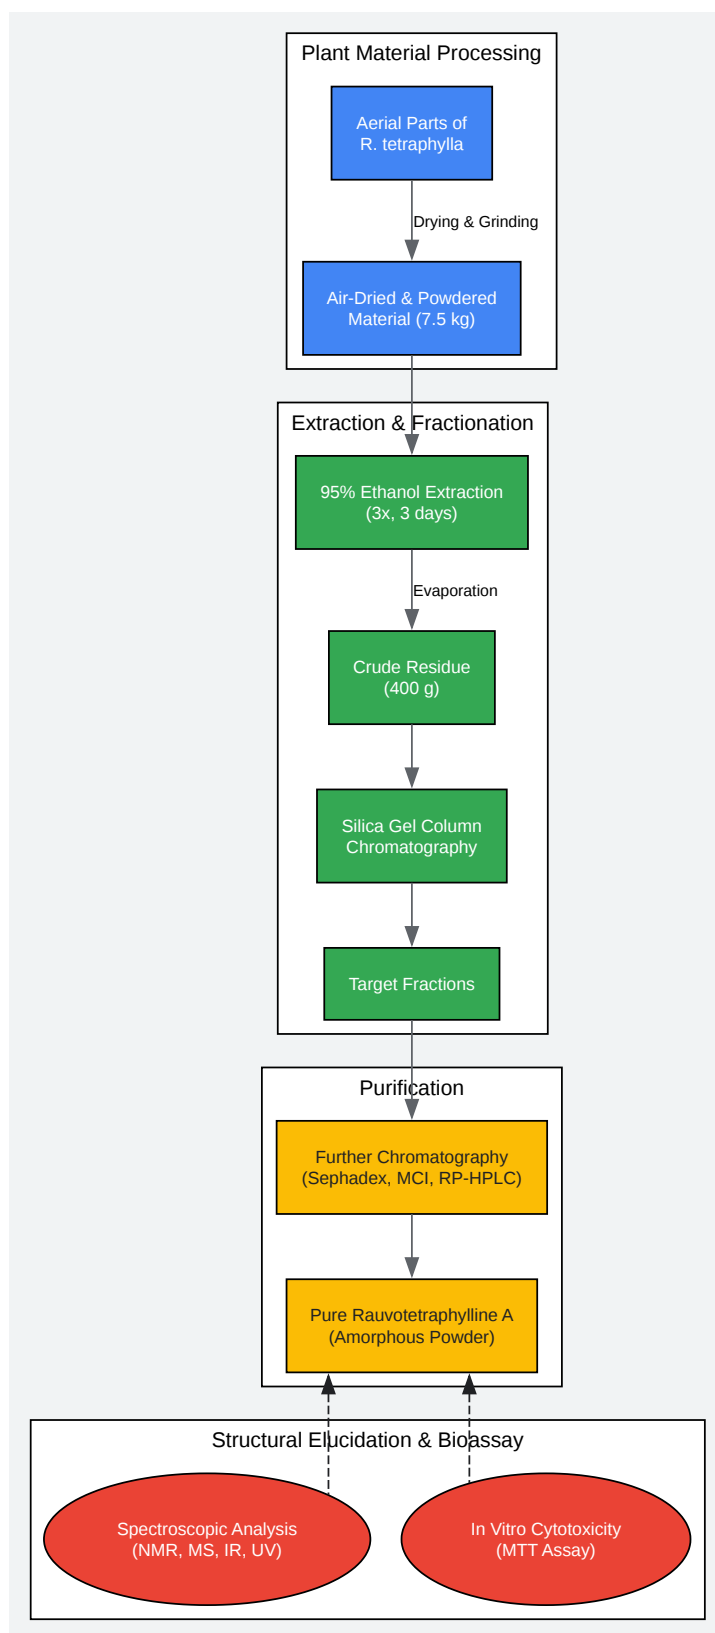 Plant Material Processing
Aerial Parts of
R. tetraphylla
Drying & Grinding
Air-Dried & Powdered
Material (7.5 kg)
Extraction & Fractionation
95% Ethanol Extraction
(3x, 3 days)
Evaporation
Crude Residue
(400 g)
Silica Gel Column
Chromatography
Target Fractions
Purification
Further Chromatography
(Sephadex, MCI, RP-HPLC)
Pure Rauvotetraphylline A
(Amorphous Powder)
Structural Elucidation & Bioassay
Spectroscopic Analysis
(NMR, MS, IR, UV)
In Vitro Cytotoxicity
(MTT Assay)